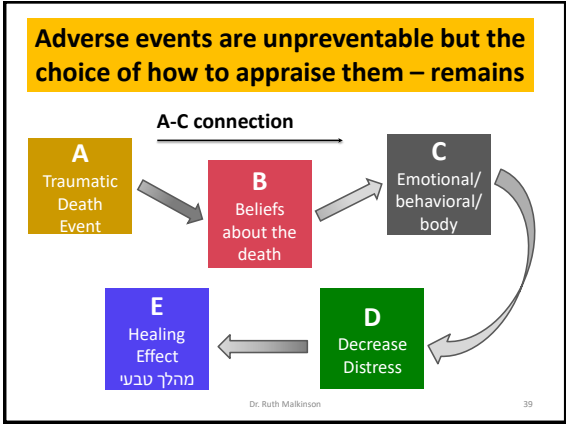 Adverse events are unpreventable but the
choice of how to appraise them – remains
A-C connection
A
Traumatic
Death
Event
B
Beliefs
about the
death
C
Emotional/
behavioral/
body
D
Decrease
Distress
E
Healing
Effect
מהלך טבעי
Dr. Ruth Malkinson
39